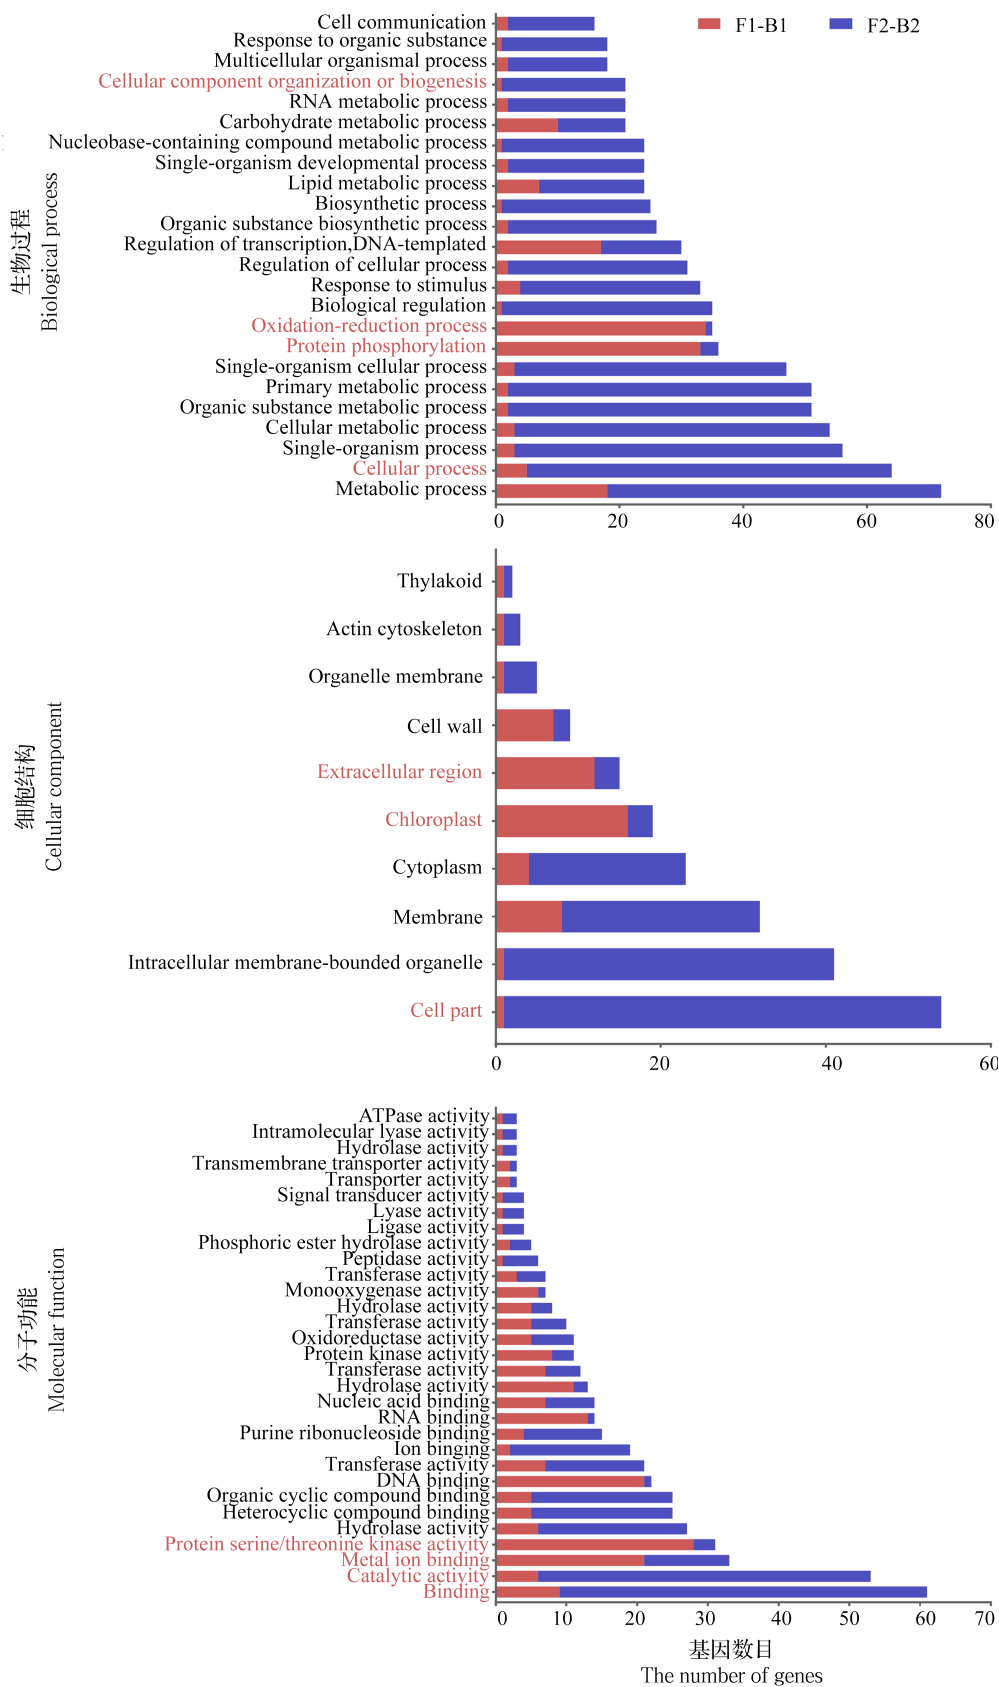 F1-B1
F2-B2
Cell communication
Response to organic substance
Multicellular organismal process
Cellular component organization or biogenesis
RNA metabolic process
Carbohydrate metabolic process
Nucleobase-containing compound metabolic process
Single-organism developmental process
Lipid metabolic process
Biosynthetic process
Organic substance biosynthetic process
Regulation of transcription,DNA-templated
Regulation of cellular process
Response to stimulus
Biological regulation
Oxidation-reduction process
Protein phosphorylation
Single-organism cellular process
Primary metabolic process
Organic substance metabolic process
Cellular metabolic process
Single-organism process
Cellular process
Metabolic process
生物过程
Biological process
0 20 40 60 80
Thylakoid
Actin cytoskeleton
Organelle membrane
Cell wall
Extracellular region
Chloroplast
Cytoplasm
Membrane
Intracellular membrane-bounded organelle
Cell part
细胞结构
Cellular component
0 20 40 60
ATPase activity
Intramolecular lyase activity
Hydrolase activity
Transmembrane transporter activity
Transporter activity
Signal transducer activity
Lyase activity
Ligase activity
Phosphoric ester hydrolase activity
Peptidase activity
Transferase activity
Monooxygenase activity
Hydrolase activity
Transferase activity
Oxidoreductase activity
Protein kinase activity
Transferase activity
Hydrolase activity
Nucleic acid binding
RNA binding
Purine ribonucleoside binding
Ion binging
Transferase activity
DNA binding
Organic cyclic compound binding
Heterocyclic compound binding
Hydrolase activity
Protein serine/threonine kinase activity
Metal ion binding
Catalytic activity
Binding
分子功能
Molecular function
0 10 20 30 40 50 60 70
基因数目
The number of genes